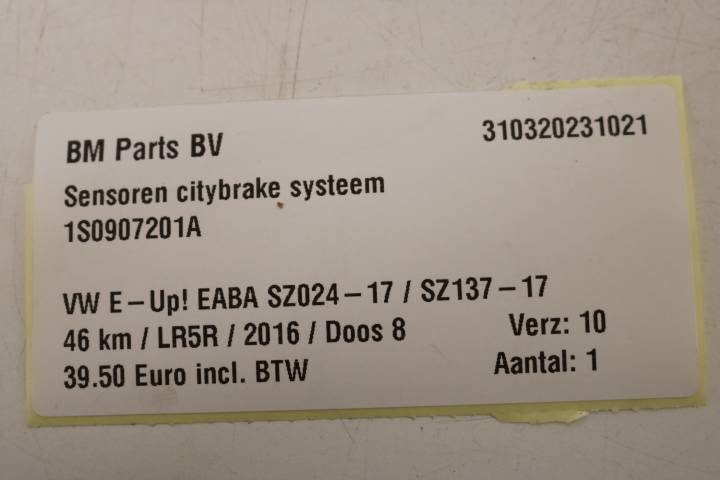 BM Parts BV 310320231021
Sensoren citybrake systeem
1S0907201A
VW E-Up! EABA SZ024-17 / SZ137-17
46 km / LR5R / 2016 / Doos 8 Verz: 10
39.50 Euro incl. BTW Aantal: 1